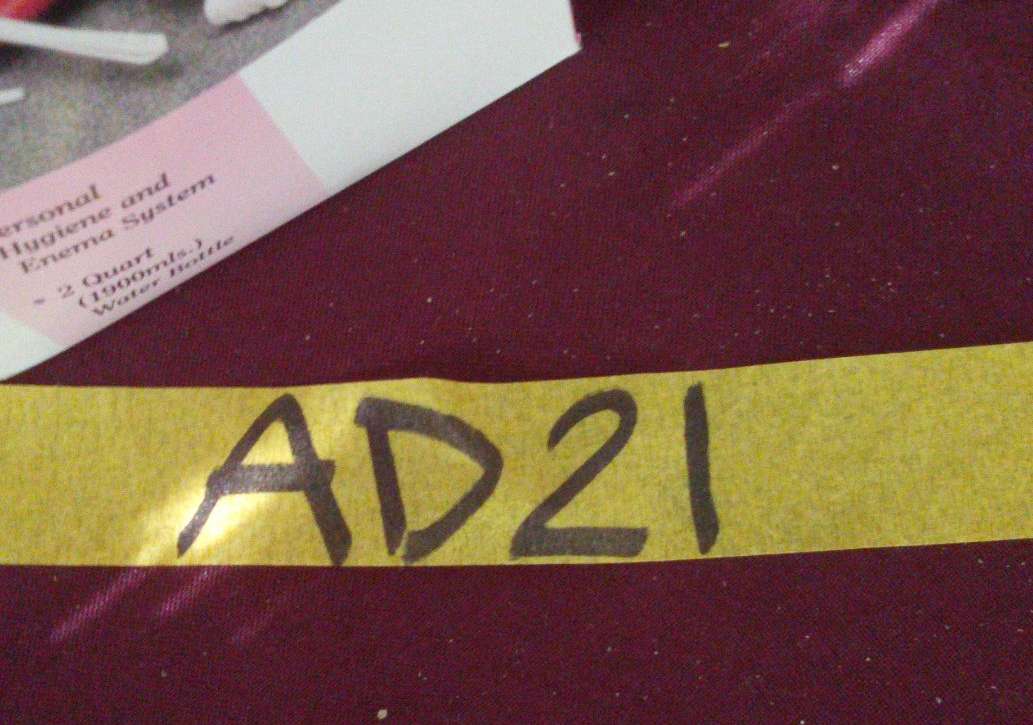 ersonal
Hygiene and
Enema System
~ 2 Quart
(1900mls.)
Water Bottle
AD21